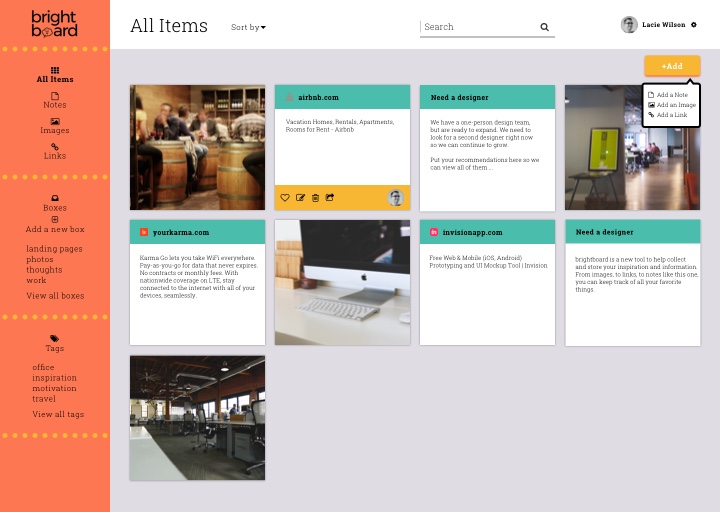 bright
board
All Items
Notes
Images
Links
Boxes
Add a new box
landing pages
photos
thoughts
work
View all boxes
Tags
office
inspiration
motivation
travel
View all tags
All Items
Sort by
Search
Lacie Wilson
+Add
Add a Note
Add an Image
Add a Link
airbnb.com
Vacation Homes, Rentals, Apartments,
Rooms for Rent - Airbnb
Need a designer
We have a one-person design team,
but are ready to expand. We need to
look for a second designer right now
so we can continue to grow.
Put your recommendations here so we
can view all of them...
yourkarma.com
Karma Go lets you take WiFi everywhere.
Pay-as-you-go for data that never expires.
No contracts or monthly fees. With
nationwide coverage on LTE, stay
connected to the internet with all of your
devices, seamlessly.
invisionapp.com
Free Web & Mobile (iOS, Android)
Prototyping and UI Mockup Tool | Invision
Need a designer
brighfboard is a new tool to help collect
and store your inspiration and information.
From images, to links, to notes like this one,
you can keep track of all your favorite
things.